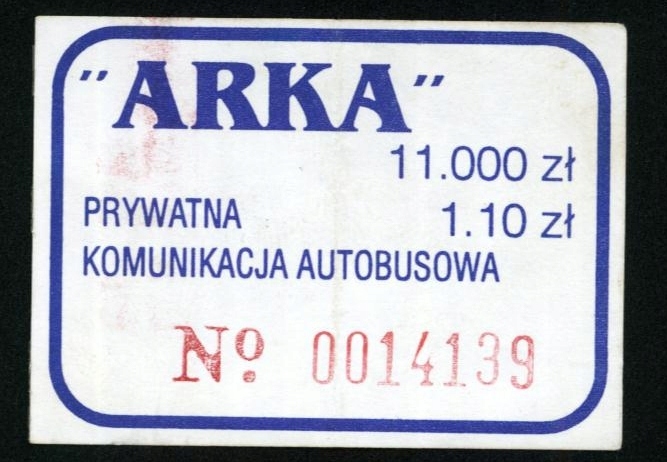 "ARKA"
11.000 zł
PRYWATNA 1.10 zł
KOMUNIKACJA AUTOBUSOWA
Nº 0014139